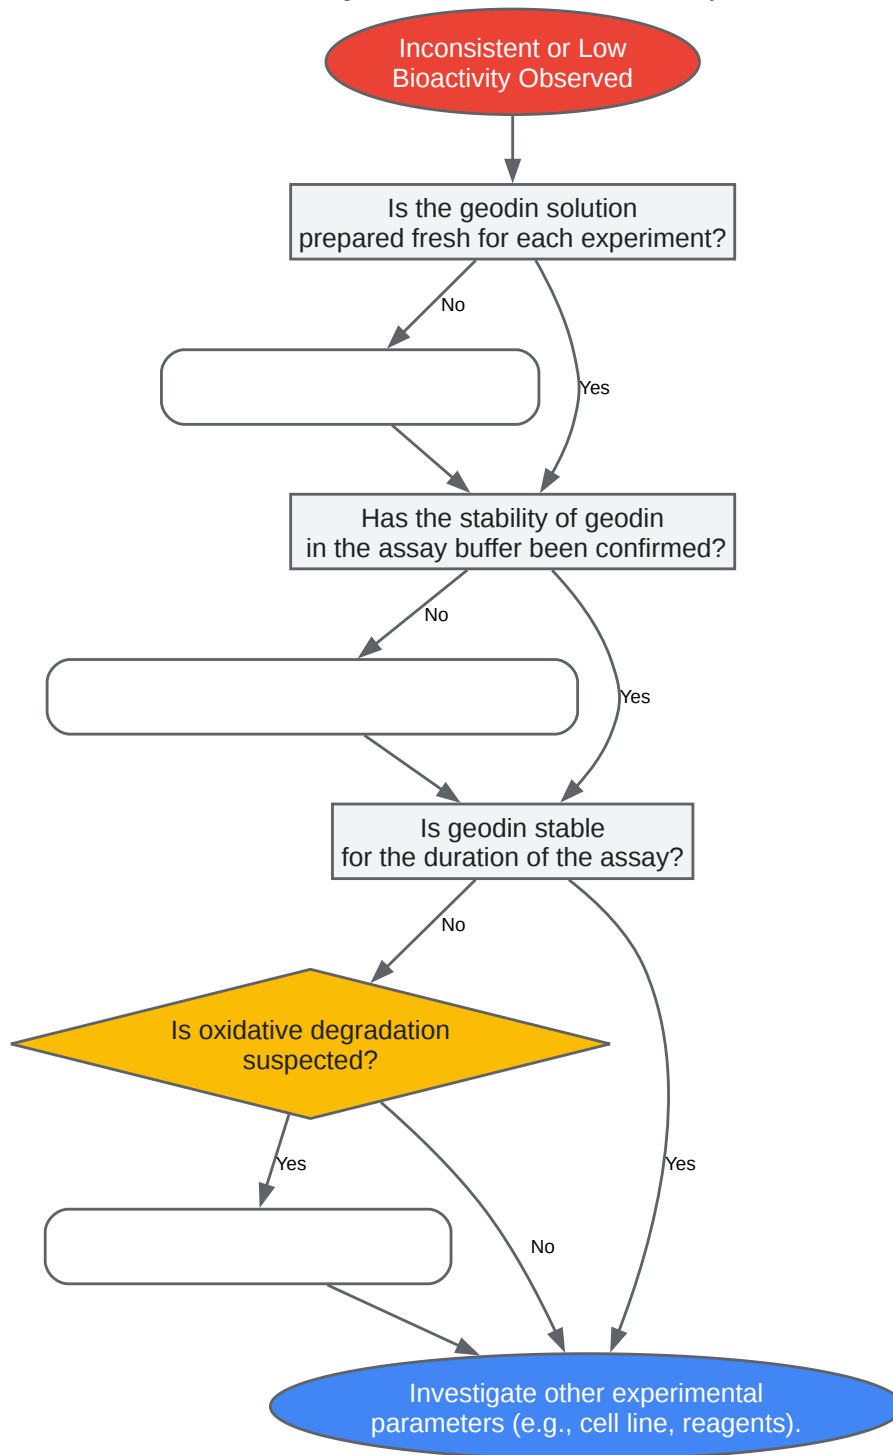 Inconsistent or Low
Bioactivity Observed
Is the geodin solution
prepared fresh for each experiment?
No
Yes
Has the stability of geodin
in the assay buffer been confirmed?
No
Yes
Is geodin stable
for the duration of the assay?
No
Is oxidative degradation
suspected?
Yes
Yes
No
Investigate other experimental
parameters (e.g., cell line, reagents).